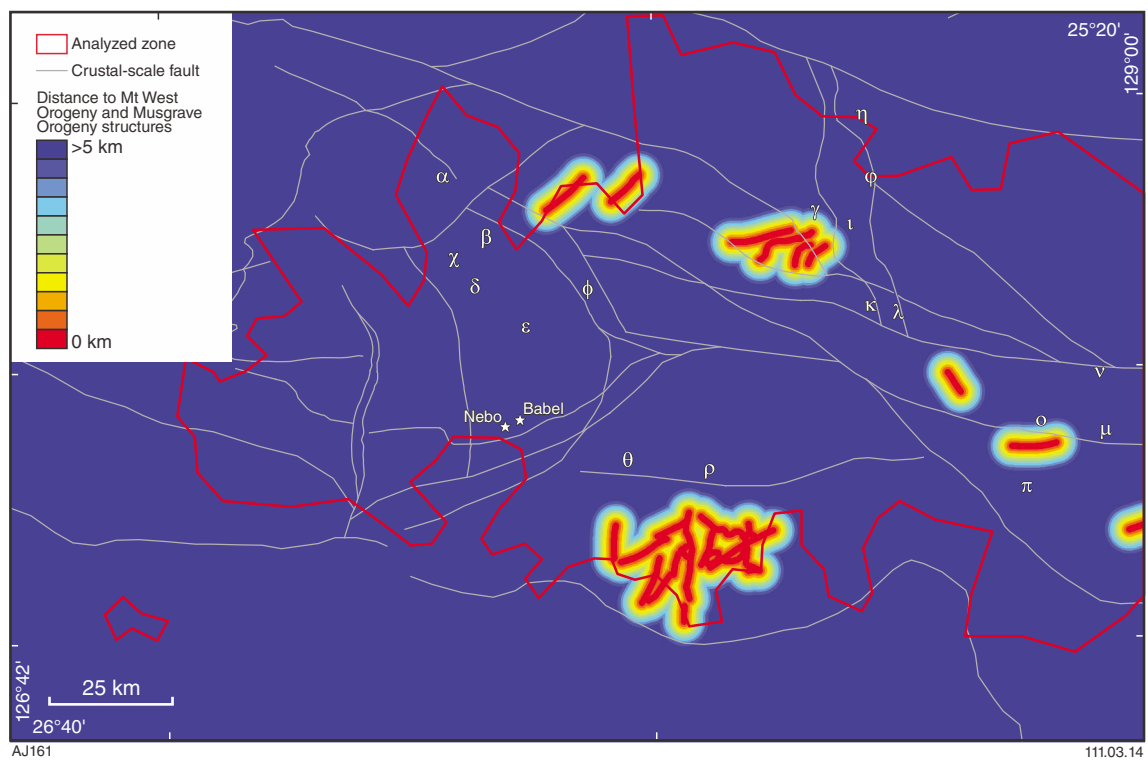 Analyzed zone
Crustal-scale fault
Distance to Mt West
Orogeny and Musgrave
Orogeny structures
>5 km
0 km
25°20'
129°00'
η
α
φ
γ
ι
β
χ
δ
ϕ
ε
κ
λ
ν
Nebo
Babel
ο
μ
θ
ρ
π
126°42'
25 km
26°40'
AJ161
111.03.14